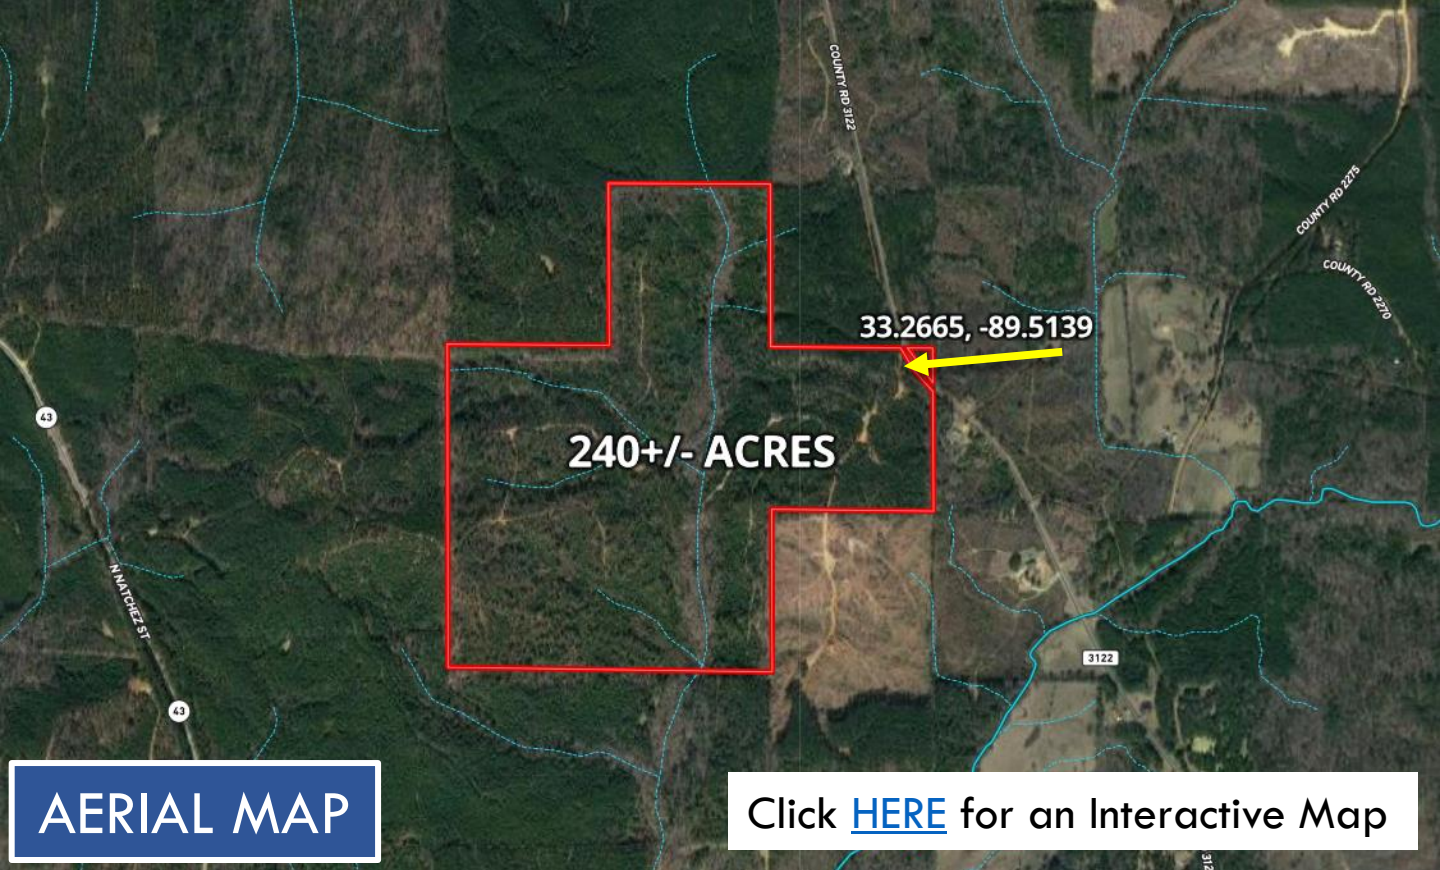 COUNTY RD 3122
COUNTY RD 2275
COUNTY RD 2270
33.2665, -89.5139
43
240+/- ACRES
N NATCHEZ ST
3122
43
AERIAL MAP
Click HERE for an Interactive Map
312